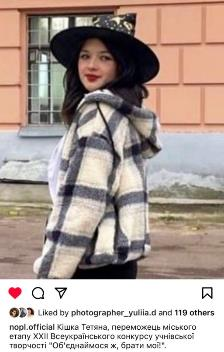 Liked by photographer_yuliia.d and 119 others
nopl.official Кішка Тетяна, переможець міського
етапу XXII Всеукраїнського конкурсу учнівської
творчості "Об'єднаймося ж, брати мої!".